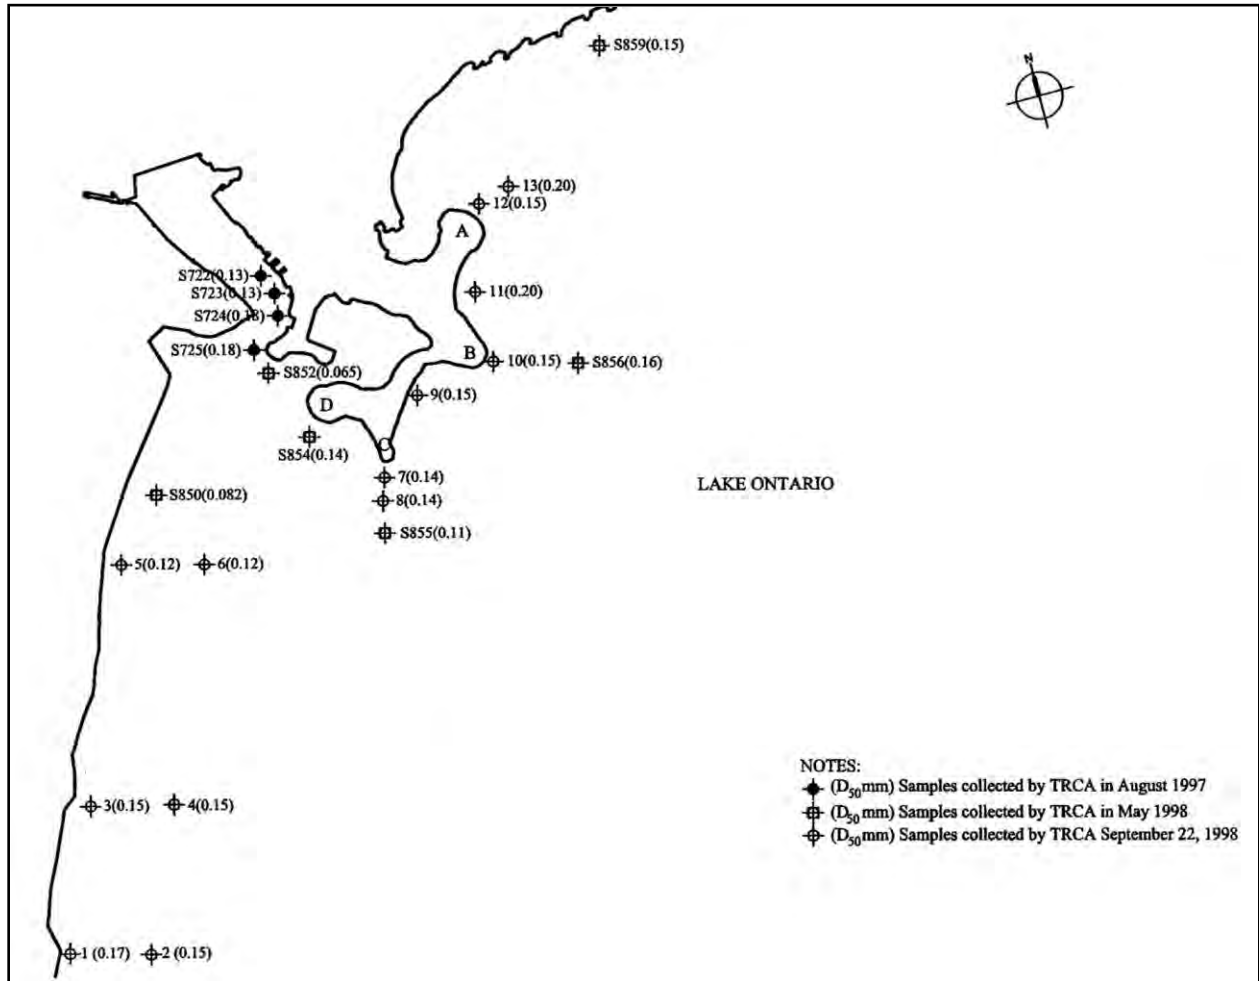 S859(0.15)
N
13(0.20)
12(0.15)
A
S722(0.13)
11(0.20)
S723(0.13)
S724(0.18)
S725(0.18)
B
10(0.15)
S856(0.16)
S852(0.065)
9(0.15)
D
C
S854(0.14)
7(0.14)
LAKE ONTARIO
S850(0.082)
8(0.14)
S855(0.11)
5(0.12)
6(0.12)
NOTES:
(D50mm) Samples collected by TRCA in August 1997
3(0.15)
4(0.15)
(D50mm) Samples collected by TRCA in May 1998
(D50mm) Samples collected by TRCA September 22, 1998
1 (0.17)
2 (0.15)